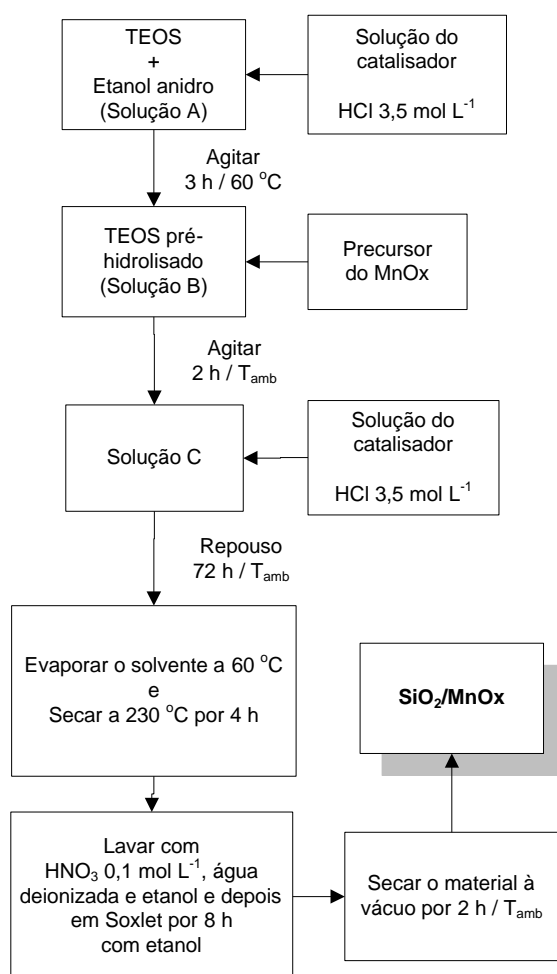 TEOS
+
Etanol anidro
(Solução A)
Solução do
catalisador
HCl 3,5 mol L⁻¹
Agitar
3 h / 60 °C
TEOS pré-
hidrolisado
(Solução B)
Precursor
do MnOx
Agitar
2 h / Tamb
Solução C
Solução do
catalisador
HCl 3,5 mol L⁻¹
Repouso
72 h / Tamb
Evaporar o solvente a 60 °C
e
Secar a 230 °C por 4 h
SiO₂/MnOx
Lavar com
HNO₃ 0,1 mol L⁻¹, água
deionizada e etanol e depois
em Soxlet por 8 h
com etanol
Secar o material à
vácuo por 2 h / Tamb